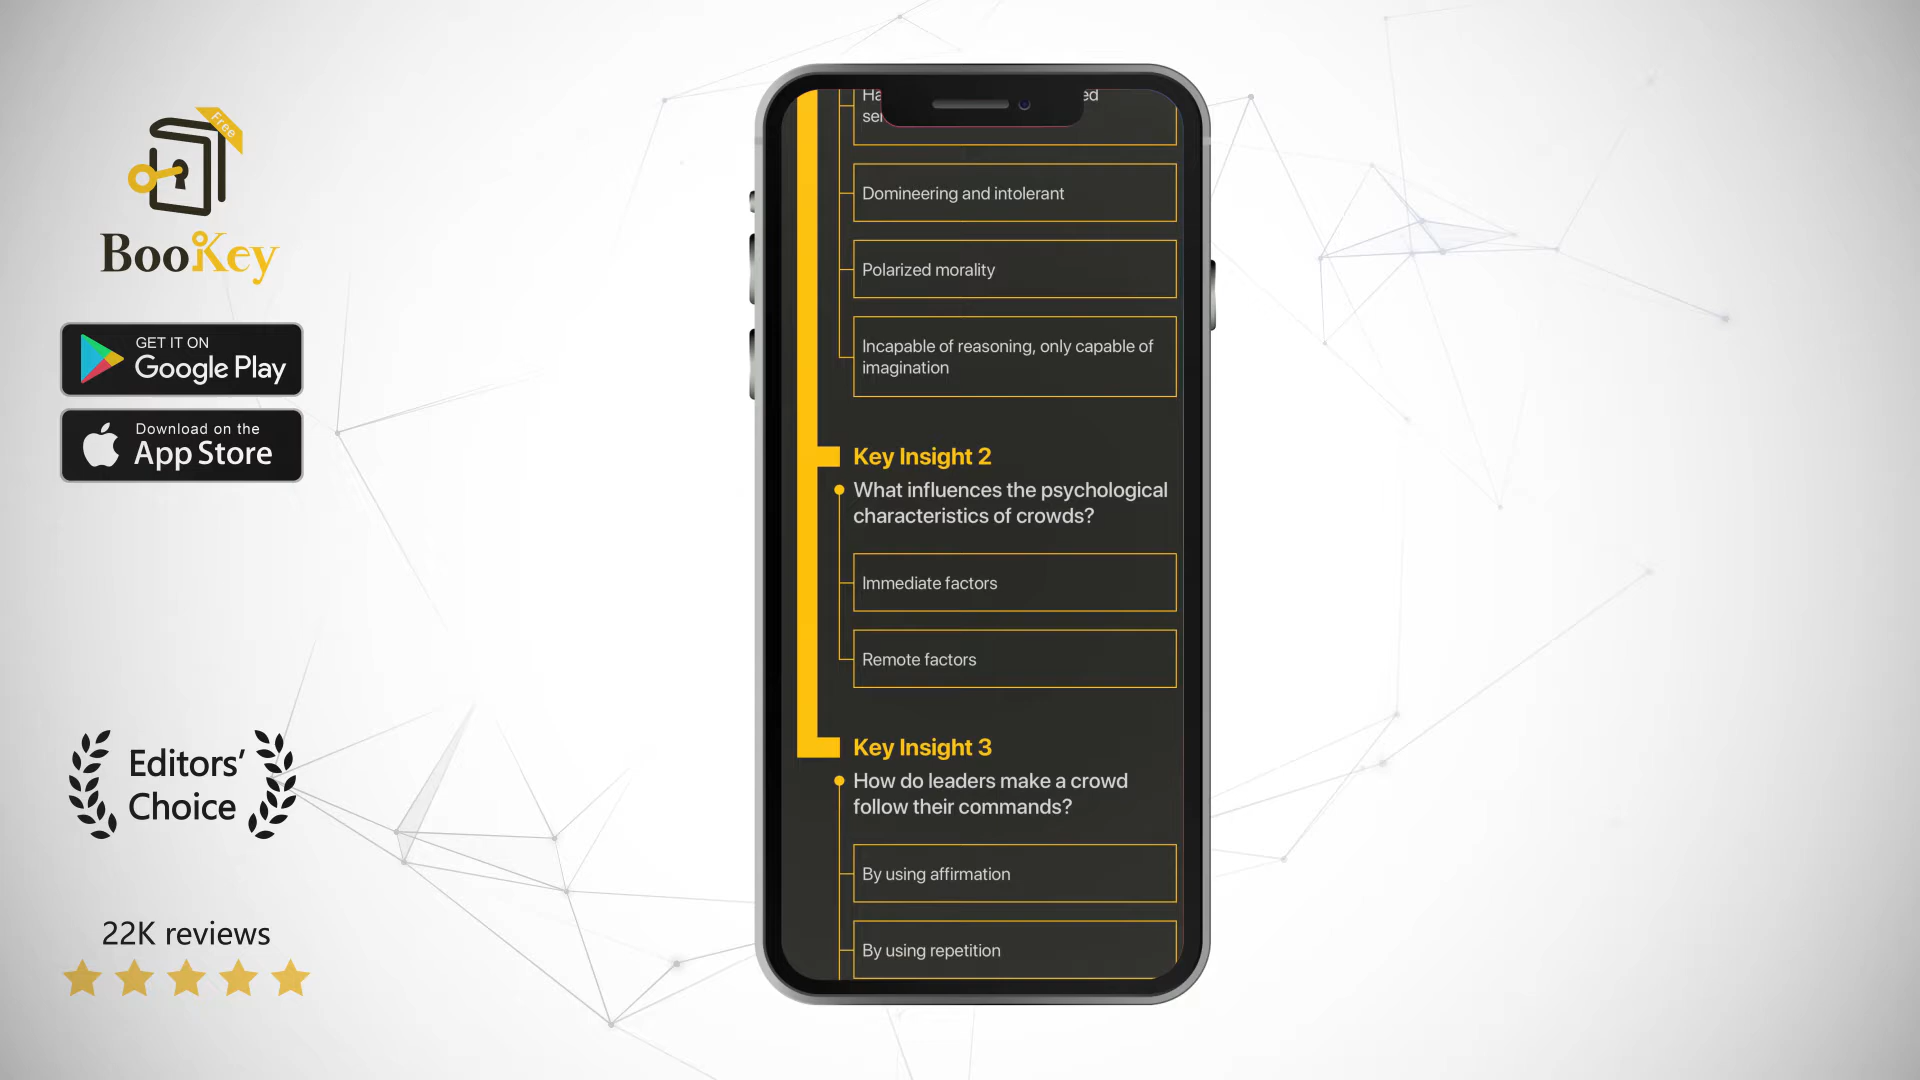 Free
BooKey
GET IT ON
Google Play
Download on the
App Store
Editors’
Choice
22K reviews
Domineering and intolerant
Polarized morality
Incapable of reasoning, only capable of
imagination
Key Insight 2
What influences the psychological
characteristics of crowds?
Immediate factors
Remote factors
Key Insight 3
How do leaders make a crowd
follow their commands?
By using affirmation
By using repetition